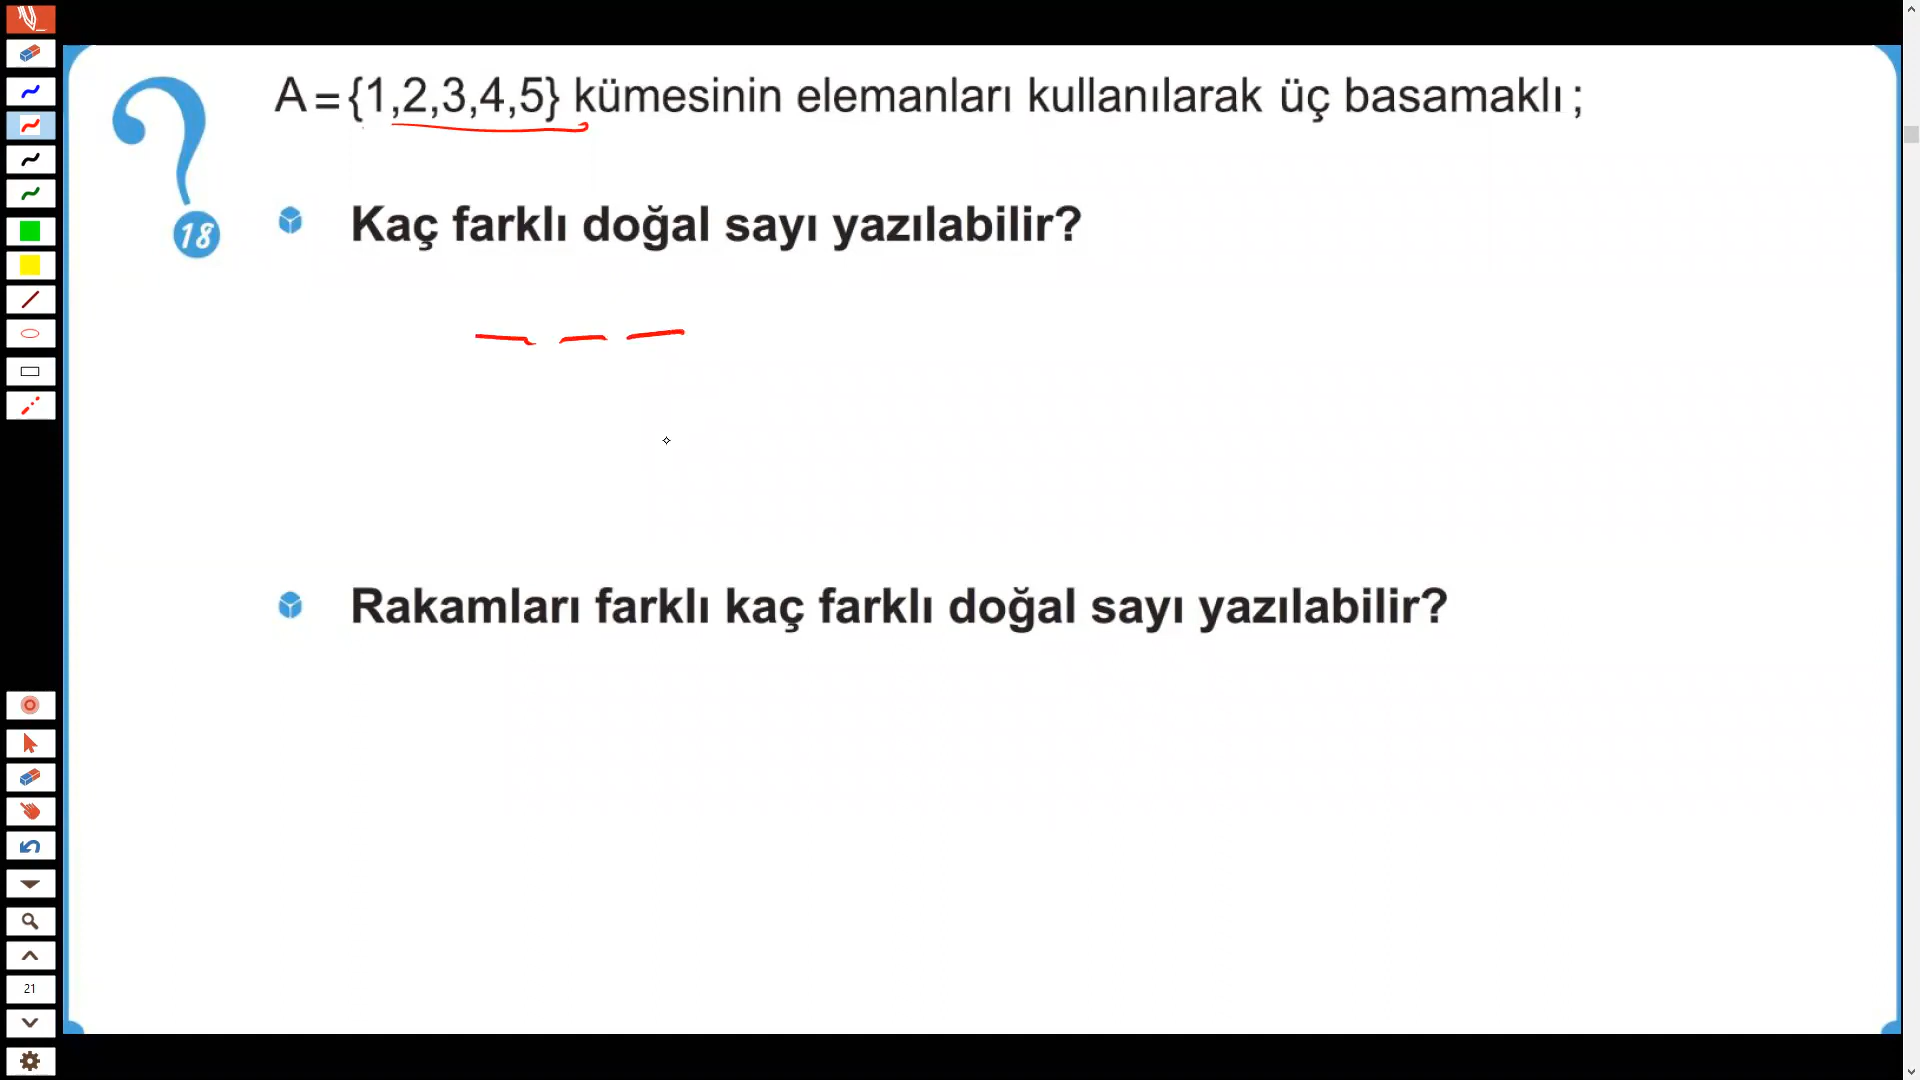 A={1,2,3,4,5} kümesinin elemanları kullanılarak üç basamaklı;
18
Kaç farklı doğal sayı yazılabilir?
Rakamları farklı kaç farklı doğal sayı yazılabilir?
21